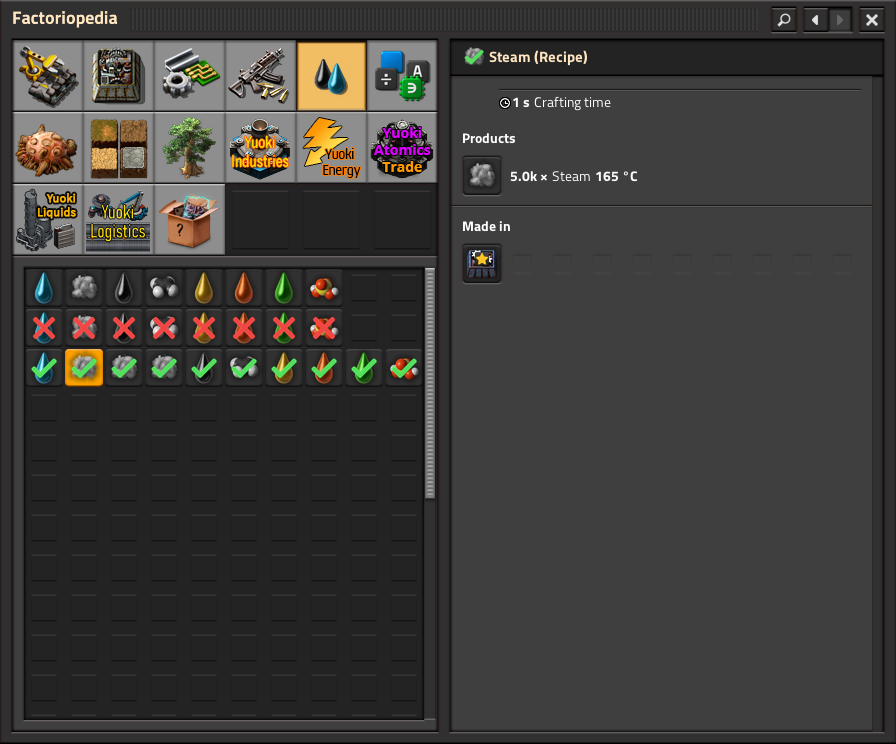 Factoriopedia
A
Yuoki
Industries
Yuoki
Energy
Yuoki
Atomics
Trade
Yuoki
Liquids
Yuoki
Logistics
?
Steam (Recipe)
1 s Crafting time
Products
5.0k × Steam 165 °C
Made in